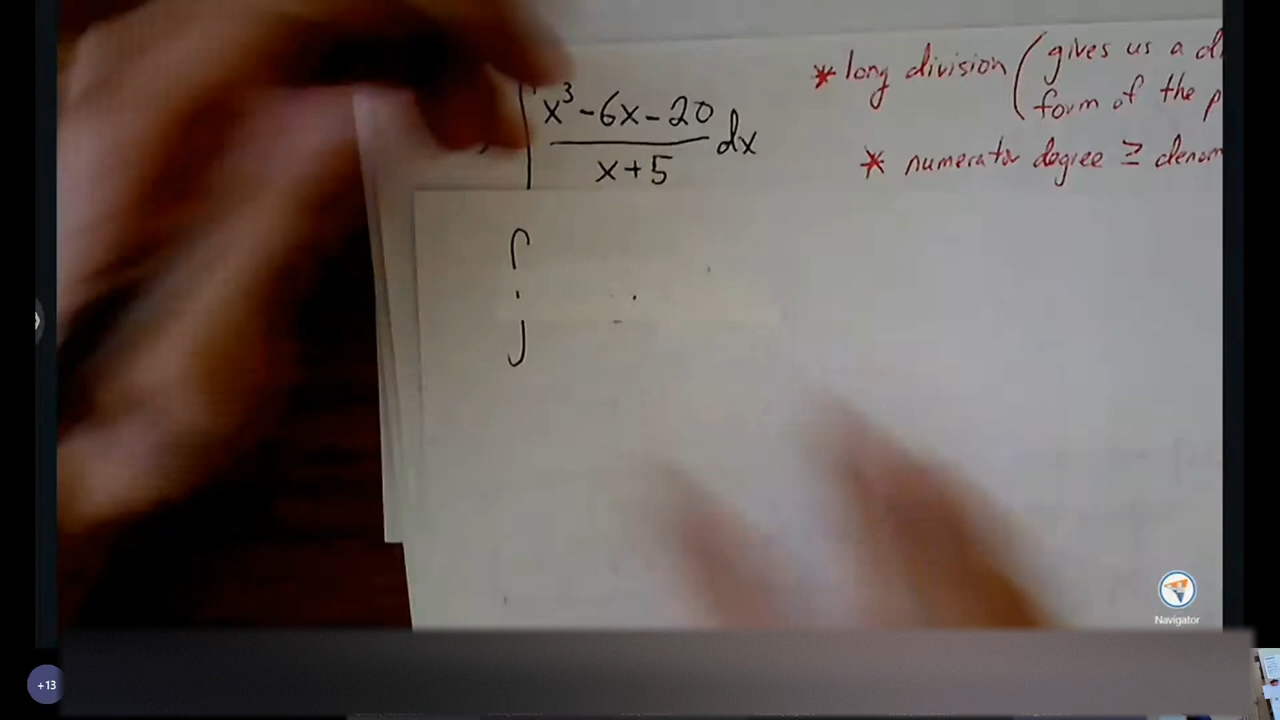 * long division (gives us a
form of the
∫ x³-6x-20 / x+5 dx
* numerator degree ≥
∫
Navigator
+13